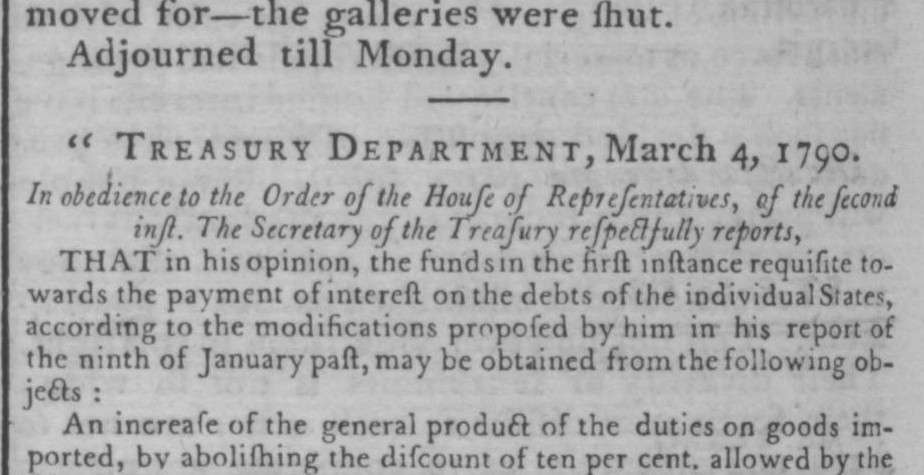 moved for—the galleries were ſhut.
Adjourned till Monday.
“ TREASURY DEPARTMENT, March 4, 1790.
In obedience to the Order of the Houſe of Repreſentatives, of the ſecond
inſt. The Secretary of the Treaſury reſpectfully reports,
THAT in his opinion, the funds in the firſt inſtance requiſite to-
wards the payment of intereſt on the debts of the individual States,
according to the modifications propoſed by him in his report of
the ninth of January paſt, may be obtained from the following ob-
jects :
An increaſe of the general product of the duties on goods im-
ported, by aboliſhing the diſcount of ten per cent. allowed by the